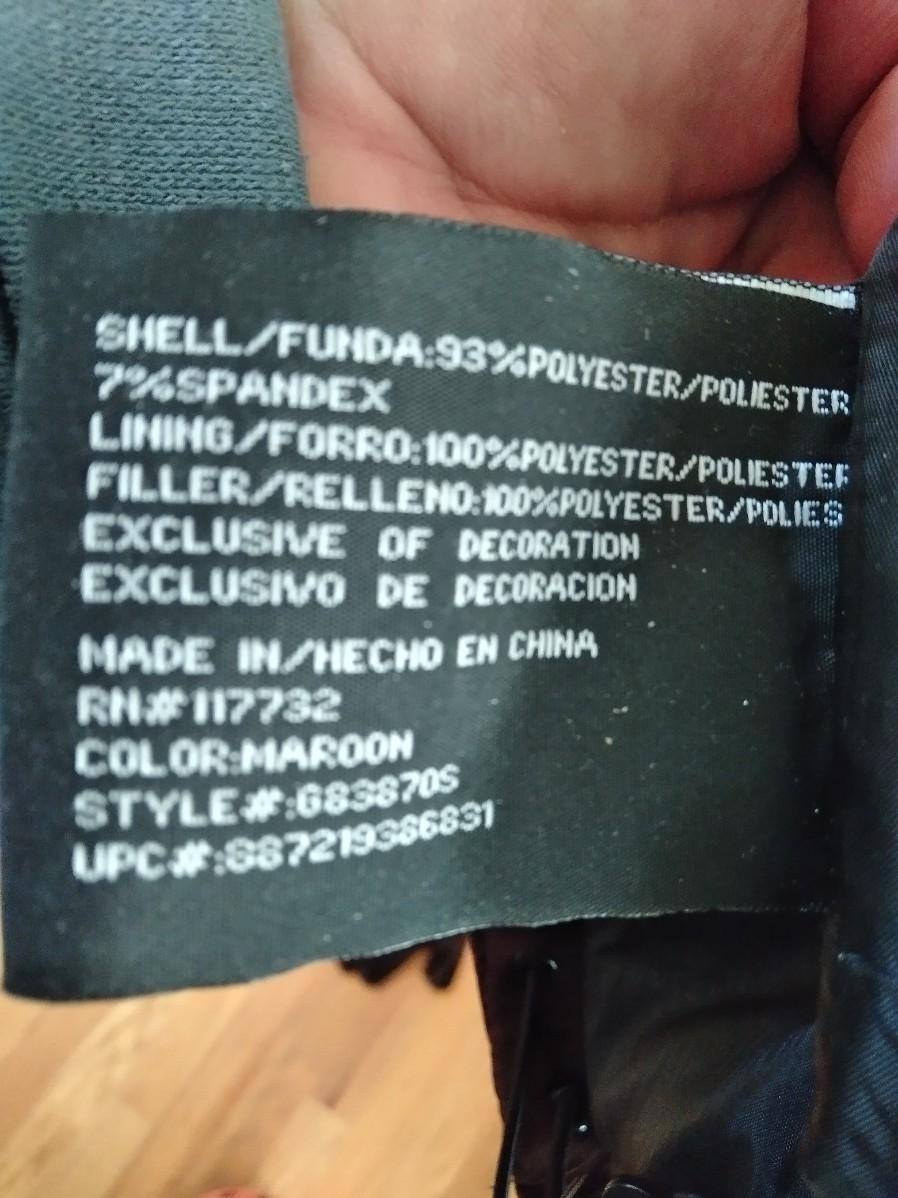 SHELL/FUNDA:93%POLYESTER/POLIESTER
7%SPANDEX
LINING/FORRO:100%POLYESTER/POLIESTER
FILLER/RELLENO:100%POLYESTER/POLIES
EXCLUSIVE OF DECORATION
EXCLUSIVO DE DECORACION
MADE IN/HECHO EN CHINA
RN#117732
COLOR:MAROON
STYLE#:G83870S
UPC#:887219386831